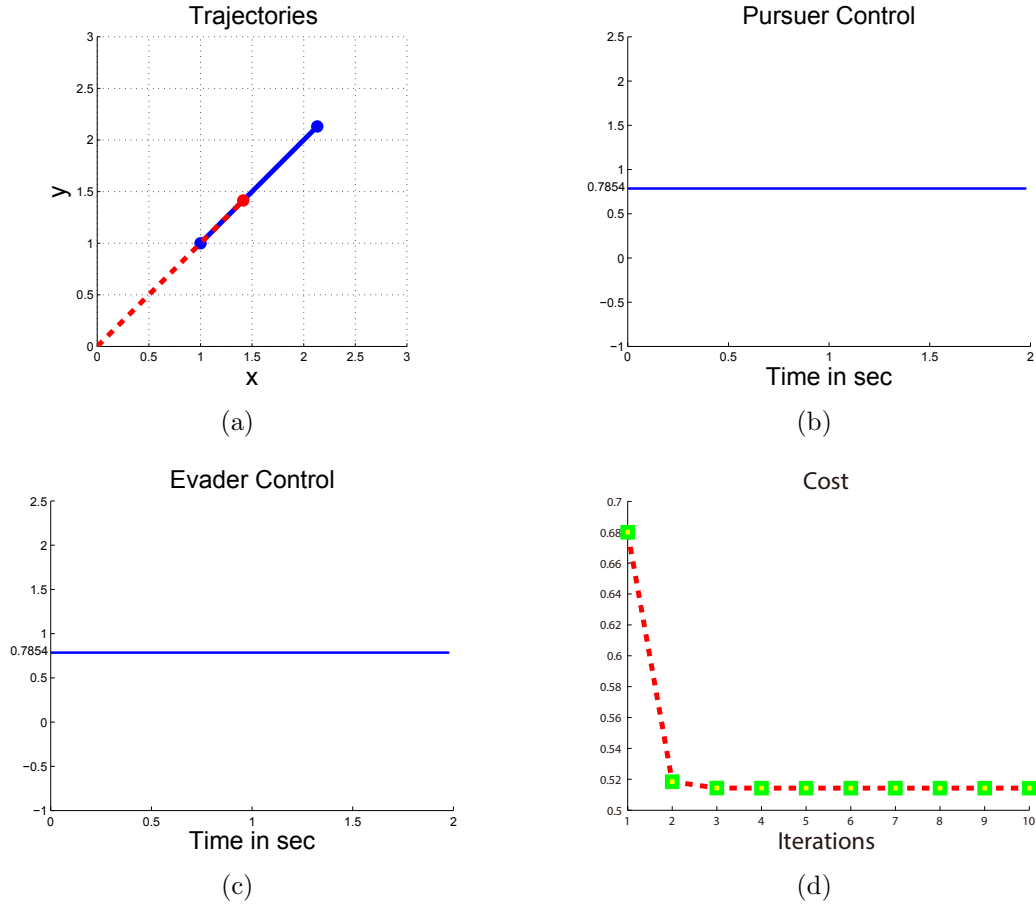 Trajectories
3
2.5
2
1.5
1
0.5
0
y
0 0.5 1 1.5 2 2.5 3
x
(a)
Pursuer Control
2.5
2
1.5
1
0.7854
0.5
0
−0.5
−1
0 0.5 1 1.5 2
Time in sec
(b)
Evader Control
2.5
2
1.5
1
0.7854
0.5
0
−0.5
−1
0 0.5 1 1.5 2
Time in sec
(c)
Cost
0.7
0.68
0.66
0.64
0.62
0.6
0.58
0.56
0.54
0.52
0.5
1 2 3 4 5 6 7 8 9 10
Iterations
(d)